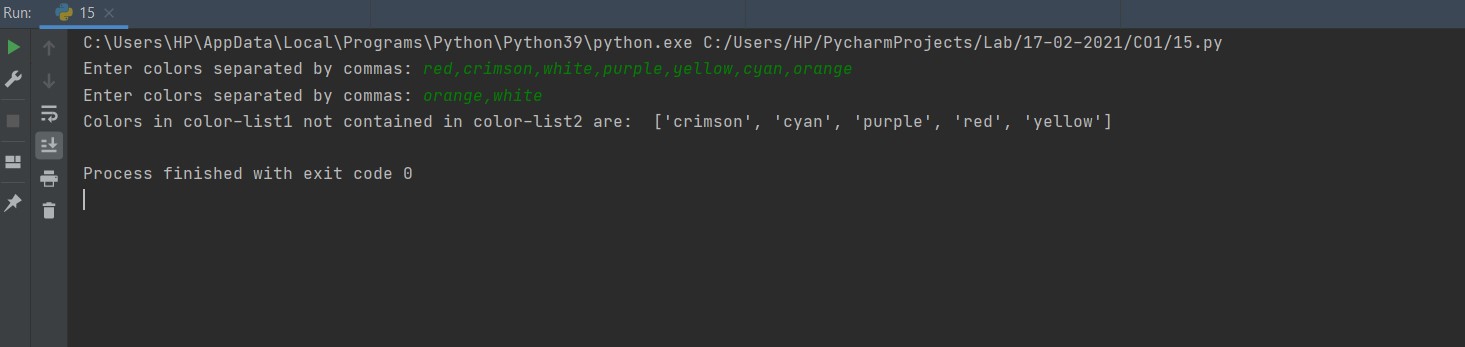 Run: 15
C:\Users\HP\AppData\Local\Programs\Python\Python39\python.exe C:/Users/HP/PycharmProjects/Lab/17-02-2021/CO1/15.py
Enter colors separated by commas: red,crimson,white,purple,yellow,cyan,orange
Enter colors separated by commas: orange,white
Colors in color-list1 not contained in color-list2 are:  ['crimson', 'cyan', 'purple', 'red', 'yellow']
Process finished with exit code 0